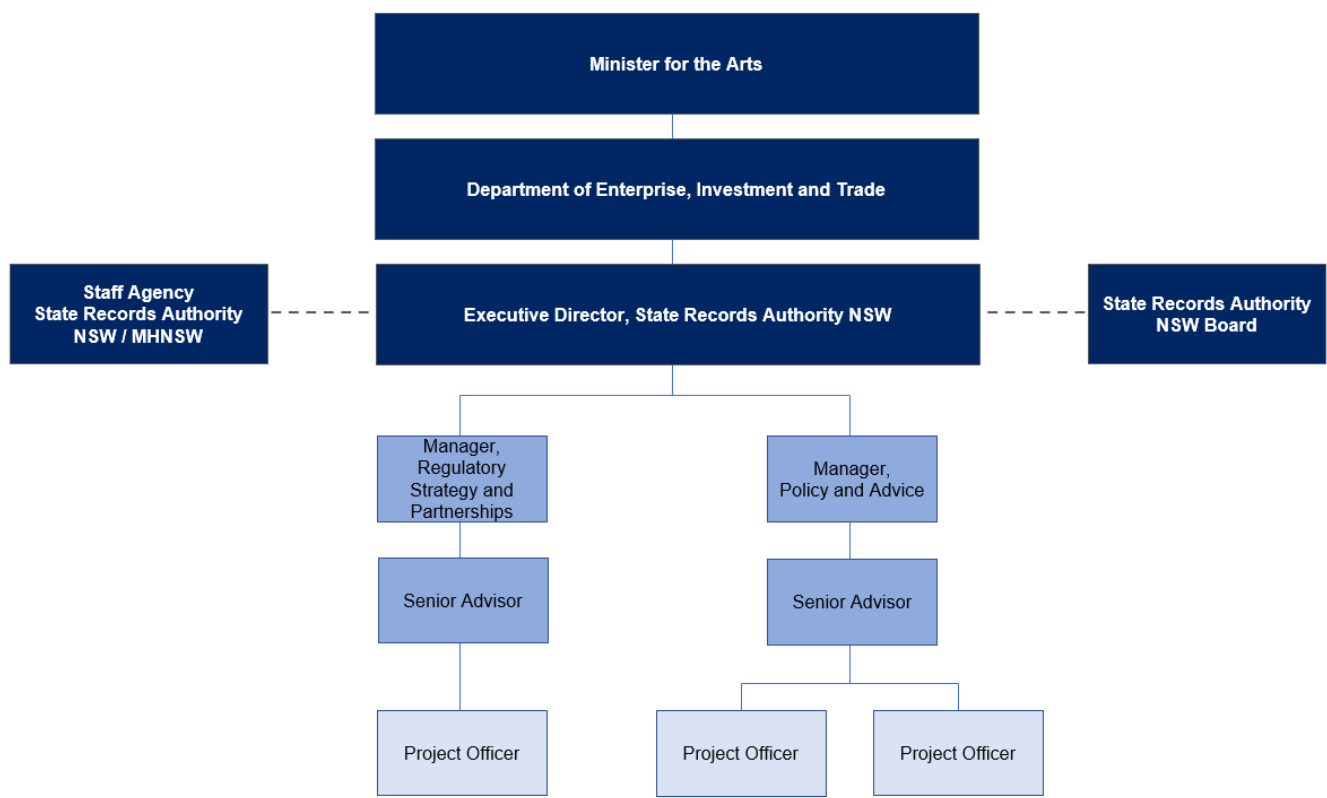 Minister for the Arts
Department of Enterprise, Investment and Trade
Staff Agency
State Records Authority
NSW / MHNSW
Executive Director, State Records Authority NSW
State Records Authority
NSW Board
Manager,
Regulatory
Strategy and
Partnerships
Manager,
Policy and Advice
Senior Advisor
Senior Advisor
Project Officer
Project Officer
Project Officer